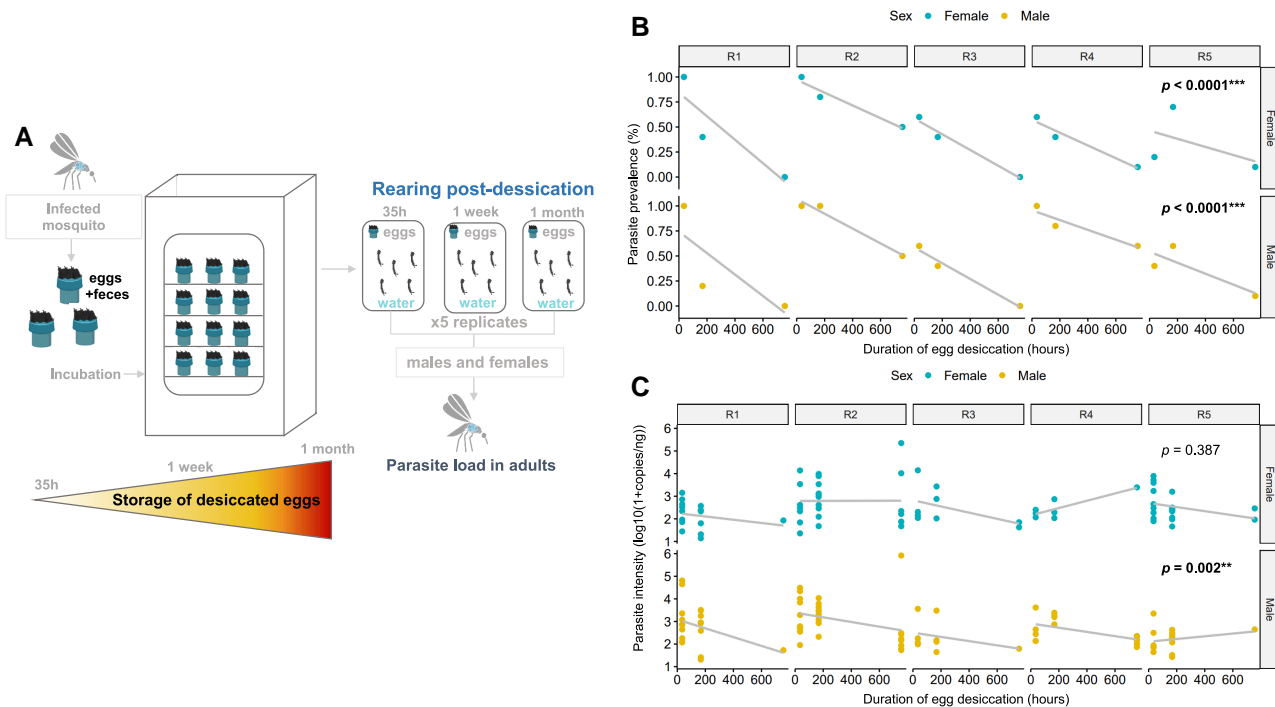 A
Infected
mosquito
eggs
+feces
Incubation
35h
1 week
1 month
Storage of desiccated eggs
Rearing post-dessication
35h
1 week
1 month
eggs
eggs
eggs
water
water
water
x5 replicates
males and females
Parasite load in adults
B
Sex Female Male
R1 R2 R3 R4 R5
Parasite prevalence (%)
1.00
0.75
0.50
0.25
0.00
p < 0.0001***
Female
1.00
0.75
0.50
0.25
0.00
p < 0.0001***
Male
0 200 400 600 0 200 400 600 0 200 400 600 0 200 400 600 0 200 400 600
Duration of egg desiccation (hours)
C
Sex Female Male
R1 R2 R3 R4 R5
Parasite intensity (log10(1+copies/ng))
6
5
4
3
2
1
p = 0.387
Female
6
5
4
3
2
1
p = 0.002**
Male
0 200 400 600 0 200 400 600 0 200 400 600 0 200 400 600 0 200 400 600
Duration of egg desiccation (hours)